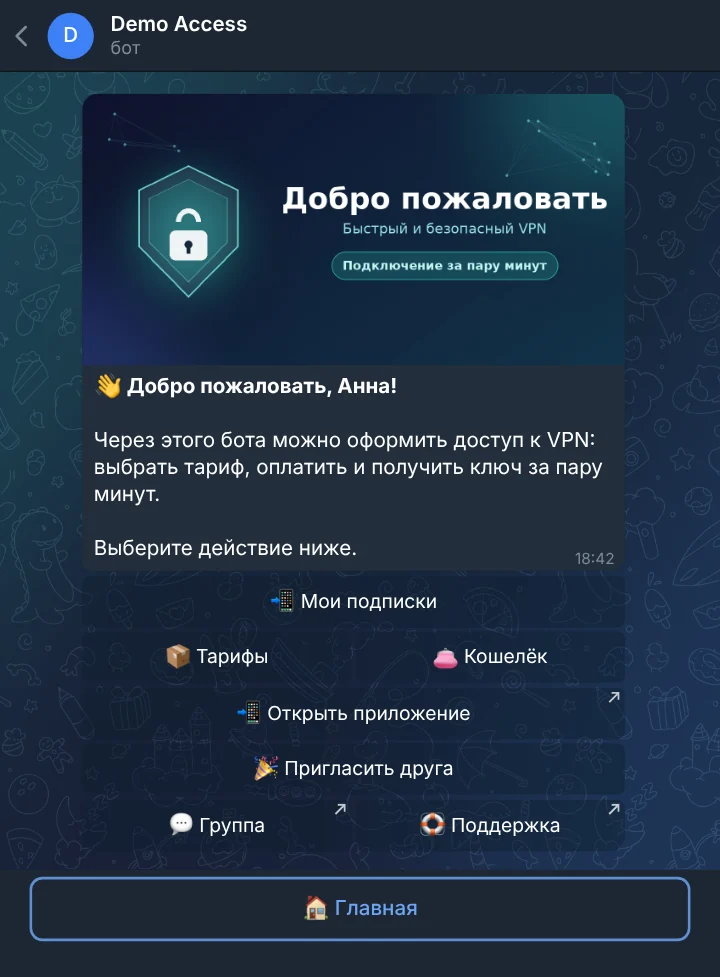 D
Demo Access
бот
Добро пожаловать
Быстрый и безопасный VPN
Подключение за пару минут
👋 Добро пожаловать, Анна!
Через этого бота можно оформить доступ к VPN:
выбрать тариф, оплатить и получить ключ за пару
минут.
Выберите действие ниже.
18:42
📲 Мои подписки
📦 Тарифы
👛 Кошелёк
📲 Открыть приложение
🎉 Пригласить друга
💬 Группа
🛟 Поддержка
🏠 Главная